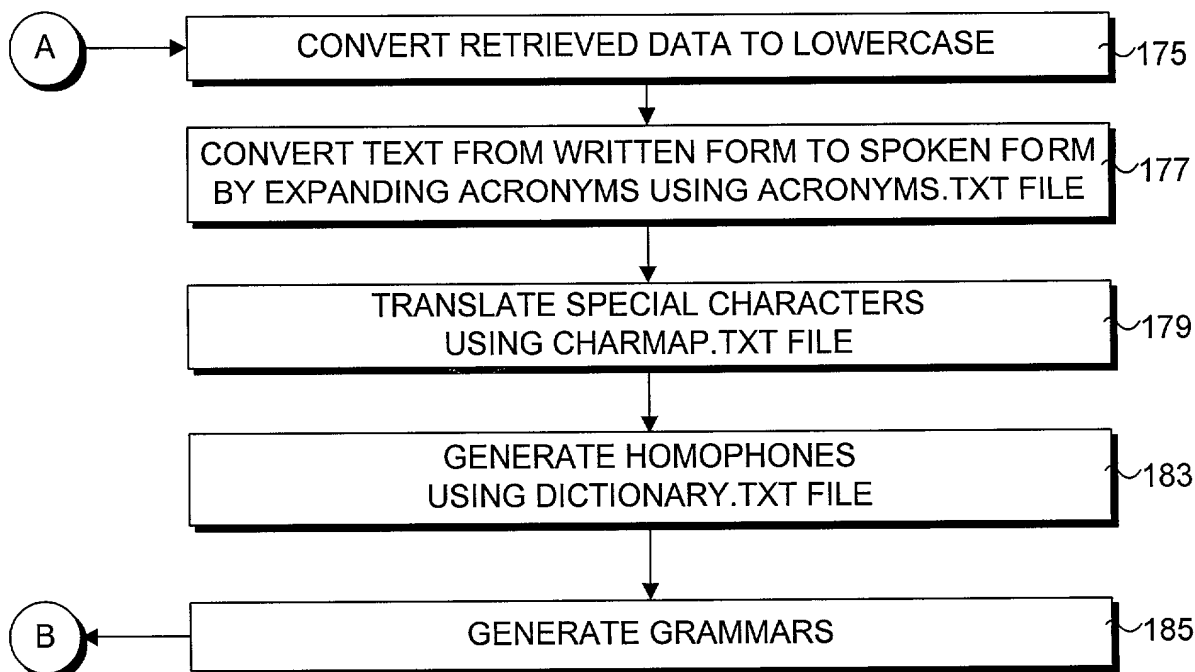 A
CONVERT RETRIEVED DATA TO LOWERCASE
175
CONVERT TEXT FROM WRITTEN FORM TO SPOKEN FORM
BY EXPANDING ACRONYMS USING ACRONYMS.TXT FILE
177
TRANSLATE SPECIAL CHARACTERS
USING CHARMAP.TXT FILE
179
GENERATE HOMOPHONES
USING DICTIONARY.TXT FILE
183
B
GENERATE GRAMMARS
185